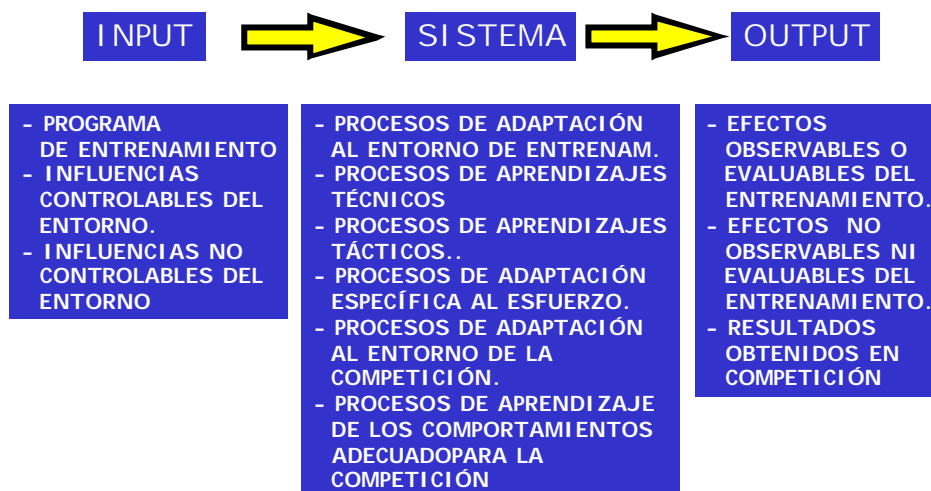 INPUT
SISTEMA
OUTPUT
- PROGRAMA
DE ENTRENAMIENTO
- INFLUENCIAS
CONTROLABLES DEL
ENTORNO.
- INFLUENCIAS NO
CONTROLABLES DEL
ENTORNO
- PROCESOS DE ADAPTACIÓN
AL ENTORNO DE ENTRENAM.
- PROCESOS DE APRENDIZAJES
TÉCNICOS
- PROCESOS DE APRENDIZAJES
TÁCTICOS..
- PROCESOS DE ADAPTACIÓN
ESPECÍFICA AL ESFUERZO.
- PROCESOS DE ADAPTACIÓN
AL ENTORNO DE LA
COMPETICIÓN.
- PROCESOS DE APRENDIZAJE
DE LOS COMPORTAMIENTOS
ADECUADOPARA LA
COMPETICIÓN
- EFECTOS
OBSERVABLES O
EVALUABLES DEL
ENTRENAMIENTO.
- EFECTOS NO
OBSERVABLES NI
EVALUABLES DEL
ENTRENAMIENTO.
- RESULTADOS
OBTENIDOS EN
COMPETICIÓN